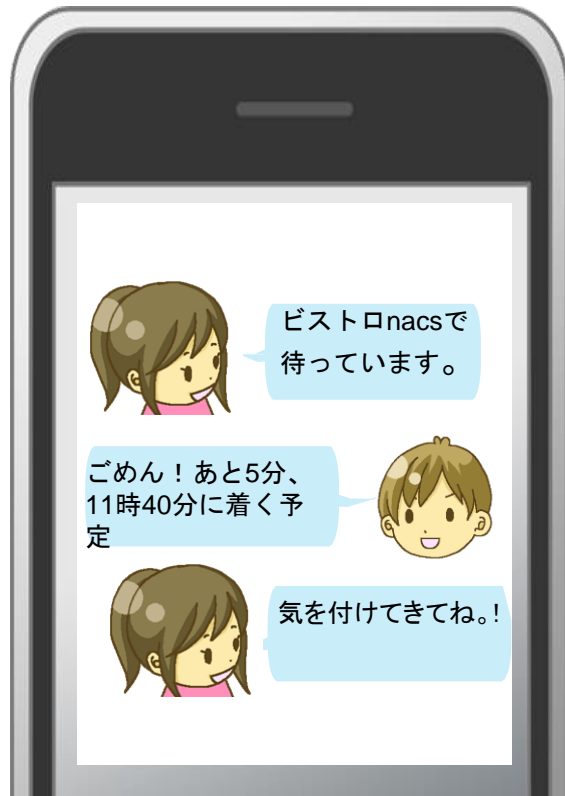 ビストロnacsで
待っています。
ごめん！あと5分、
11時40分に着く予
定
気を付けてきてね。!